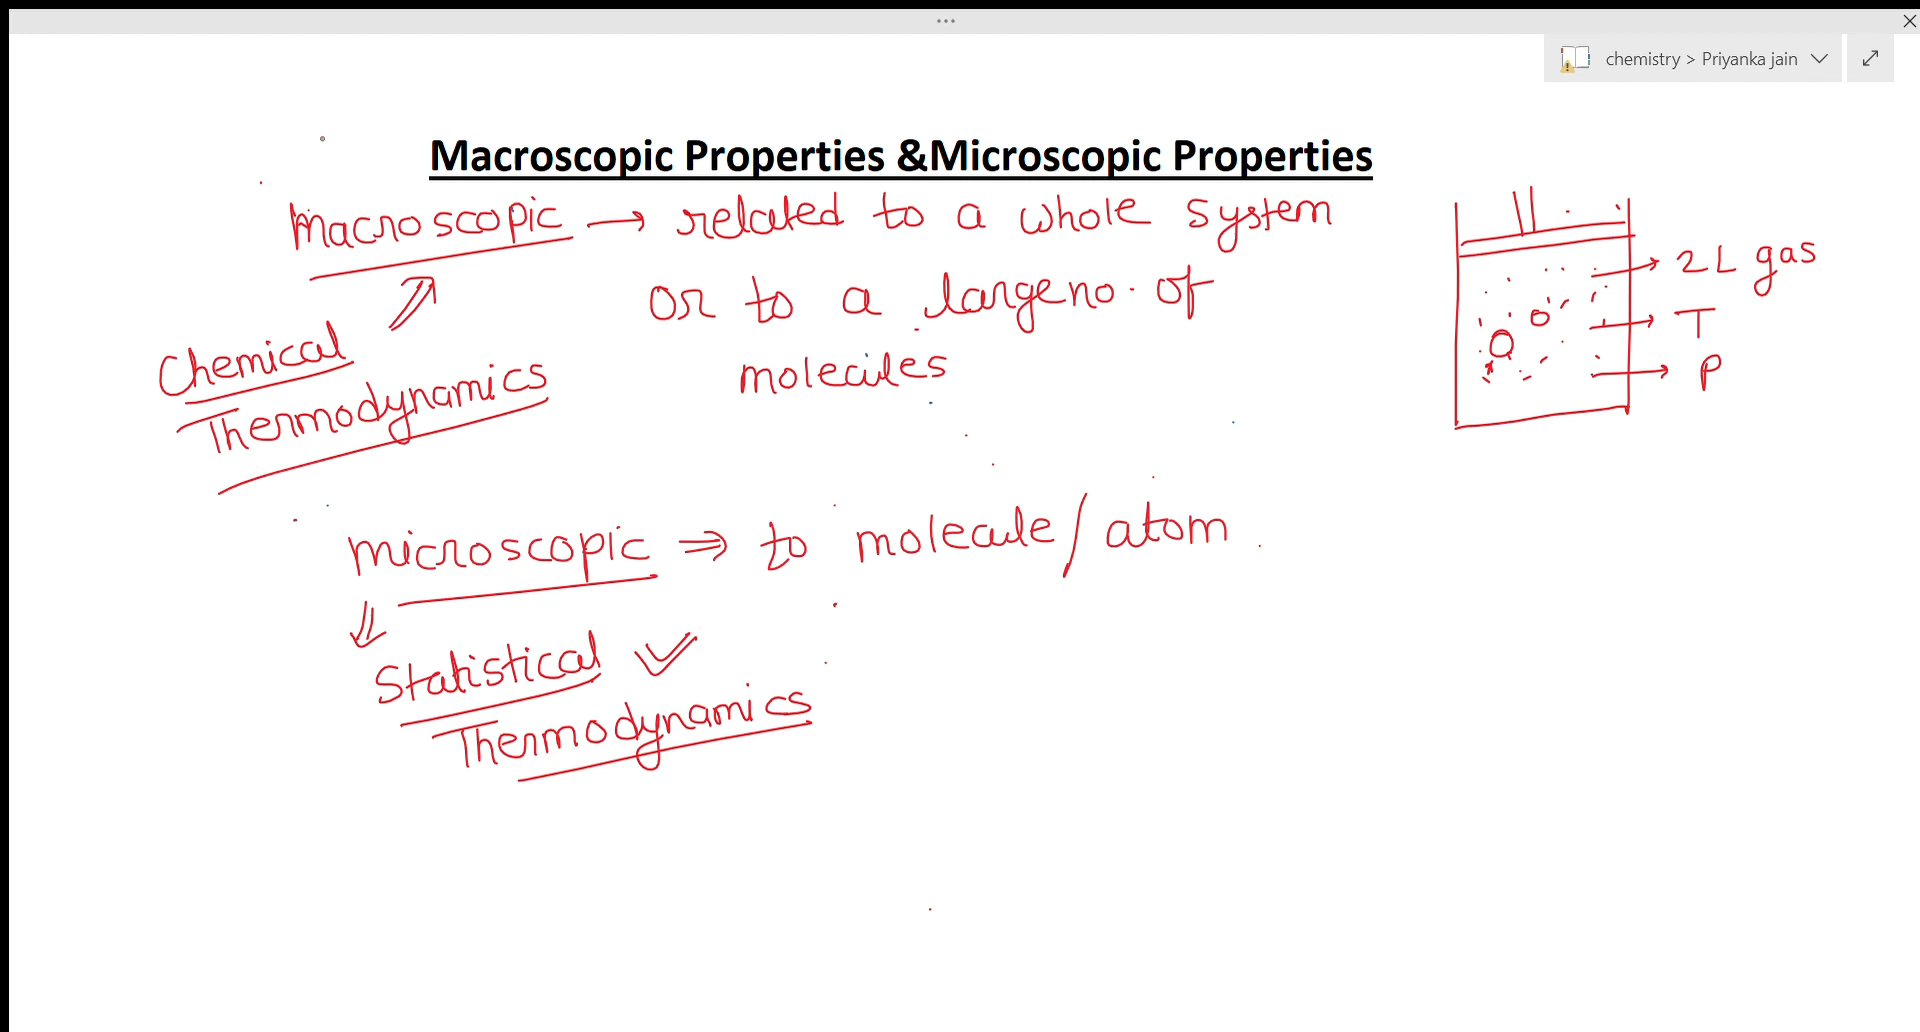 chemistry > Priyanka jain
Macroscopic Properties &Microscopic Properties
Macroscopic → related to a whole system
or to a large no. of
molecules
Chemical
Thermodynamics
2L gas
T
P
microscopic ⇒ to molecule/atom
Statistical
Thermodynamics